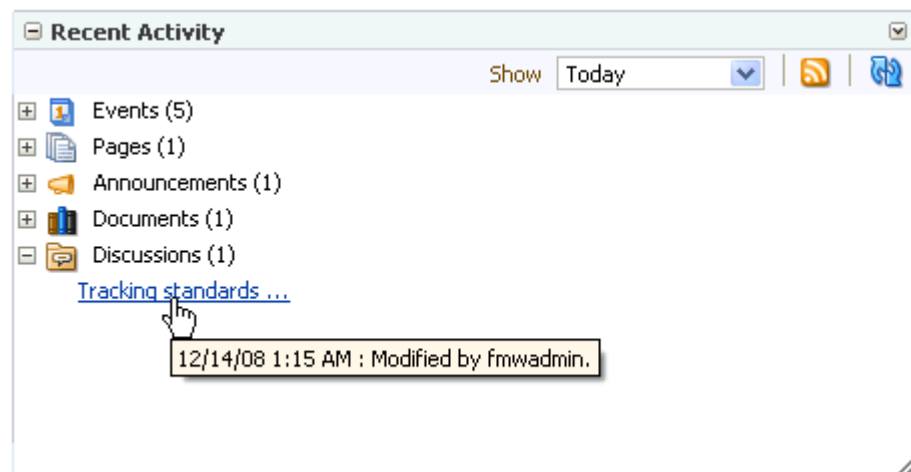 Recent Activity
Show Today
Events (5)
Pages (1)
Announcements (1)
Documents (1)
Discussions (1)
Tracking standards ...
12/14/08 1:15 AM : Modified by fmwadmin.